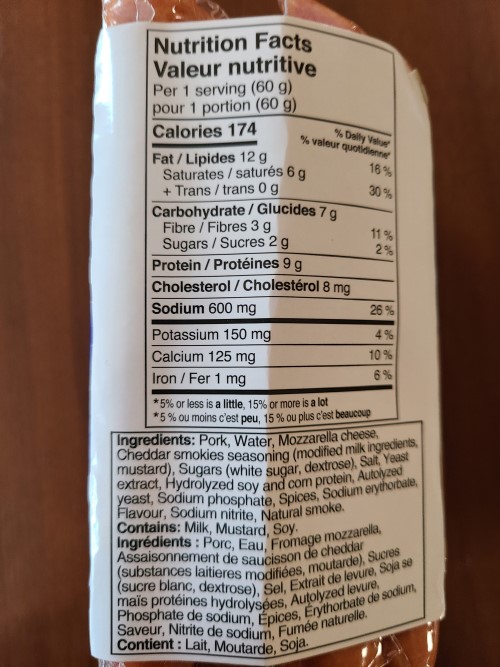 Nutrition Facts
Valeur nutritive
Per 1 serving (60 g)
pour 1 portion (60 g)
Calories 174
% Daily Value*
% valeur quotidienne*
Fat / Lipides 12 g 16 %
Saturates / saturés 6 g
+ Trans / trans 0 g 30 %
Carbohydrate / Glucides 7 g
Fibre / Fibres 3 g 11 %
Sugars / Sucres 2 g 2 %
Protein / Protéines 9 g
Cholesterol / Cholestérol 8 mg
Sodium 600 mg 26 %
Potassium 150 mg 4 %
Calcium 125 mg 10 %
Iron / Fer 1 mg 6 %
*5% or less is a little, 15% or more is a lot
*5 % ou moins c'est peu, 15 % ou plus c'est beaucoup
Ingredients: Pork, Water, Mozzarella cheese,
Cheddar smokies seasoning (modified milk ingredients,
mustard), Sugars (white sugar, dextrose), Salt, Yeast
extract, Hydrolyzed soy and corn protein, Autolyzed
yeast, Sodium phosphate, Spices, Sodium erythorbate,
Flavour, Sodium nitrite, Natural smoke.
Contains: Milk, Mustard, Soy.
Ingrédients : Porc, Eau, Fromage mozzarella,
Assaisonnement de saucisson de cheddar
(substances laitieres modifiées, moutarde), Sucres
(sucre blanc, dextrose), Sel, Extrait de levure, Soja se
maïs protéines hydrolysées, Autolyzed levure,
Phosphate de sodium, Épices, Érythorbate de sodium,
Saveur, Nitrite de sodium, Fumée naturelle.
Contient : Lait, Moutarde, Soja.